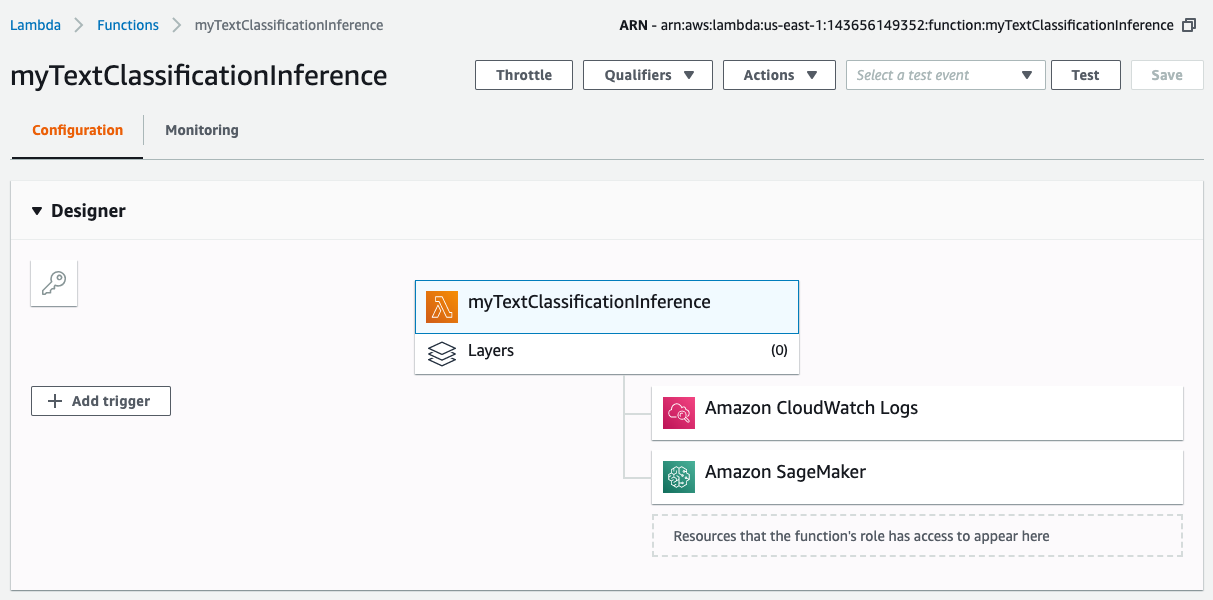 Lambda > Functions > myTextClassificationInference
ARN - arn:aws:lambda:us-east-1:143656149352:function:myTextClassificationInference
myTextClassificationInference
Throttle
Qualifiers
Actions
Select a test event
Test
Save
Configuration
Monitoring
Designer
myTextClassificationInference
Layers (0)
Add trigger
Amazon CloudWatch Logs
Amazon SageMaker
Resources that the function's role has access to appear here